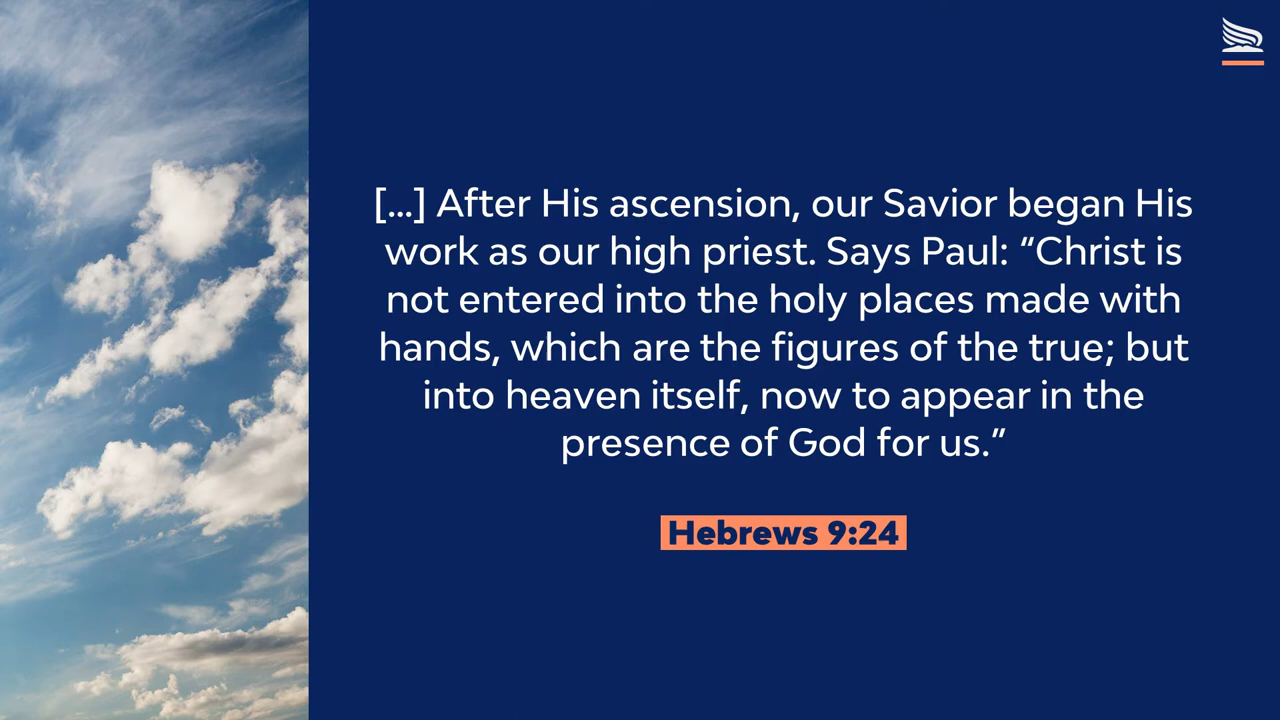 [...] After His ascension, our Savior began His
work as our high priest. Says Paul: “Christ is
not entered into the holy places made with
hands, which are the figures of the true; but
into heaven itself, now to appear in the
presence of God for us.”
Hebrews 9:24